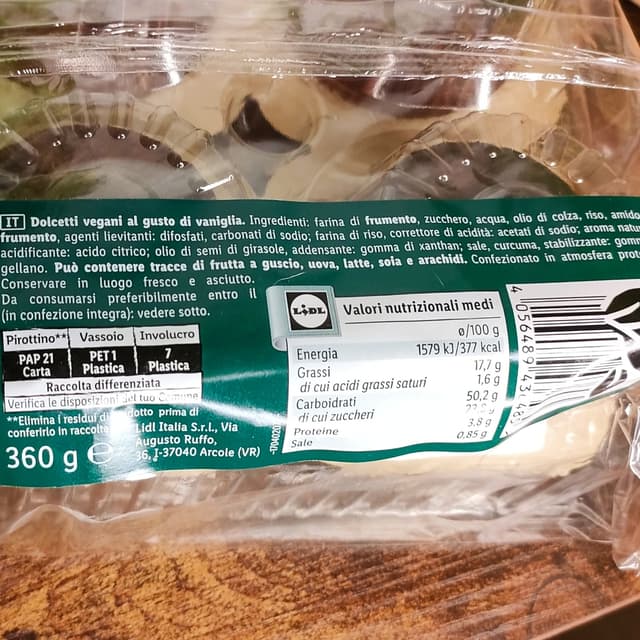 IT Dolcetti vegani al gusto di vaniglia. Ingredienti: farina di frumento, zucchero, acqua, olio di colza, riso, amido
frumento, agenti lievitanti: difosfati, carbonati di sodio; farina di riso, correttore di acidità: acetati di sodio; aroma
acidificante: acido citrico; olio di semi di girasole, addensante: gomma di xanthan; sale, curcuma, stabilizzante:
gellano. Può contenere tracce di frutta a guscio, uova, latte, soia e arachidi. Confezionato in atmosfera
Conservare in luogo fresco e asciutto.
Da consumarsi preferibilmente entro il
(in confezione integra): vedere sotto.
Pirottino** Vassoio Involucro
PAP 21 PET 1 7
Carta Plastica Plastica
Raccolta differenziata
Verifica le disposizioni del tuo Comune
**Elimina i residui di prima di
conferirlo in raccolta
Lidl Italia S.r.l., Via
Augusto Ruffo,
36, I-37040 Arcole (VR)
360 g ℮
LIDL
Valori nutrizionali medi
ø/100 g
Energia 1579 kJ/377 kcal
Grassi 17,7 g
di cui acidi grassi saturi 1,6 g
Carboidrati 50,2 g
di cui zuccheri
Proteine 3,8 g
Sale 0,85 g